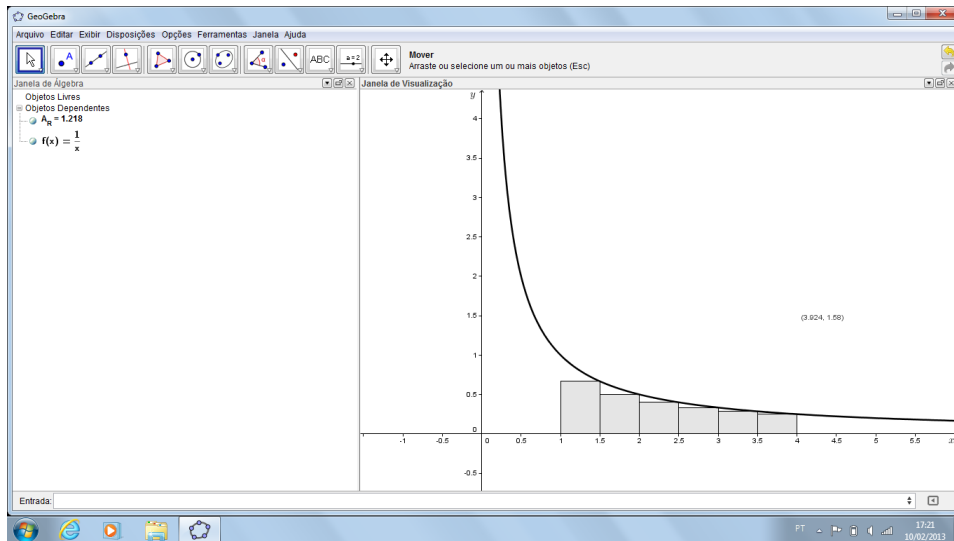 GeoGebra
Arquivo Editar Exibir Disposições Opções Ferramentas Janela Ajuda
A ABC a=2
Mover
Arraste ou selecione um ou mais objetos (Esc)
Janela de Álgebra
Janela de Visualização
Objetos Livres
Objetos Dependentes
A_R = 1.218
f(x) = 1/x
y
4
3.5
3
2.5
2
1.5
1
0.5
0
-0.5
(3.924, 1.58)
-1 -0.5 0 0.5 1 1.5 2 2.5 3 3.5 4 4.5 5 5.5
Entrada:
PT
17:21
10/02/2013